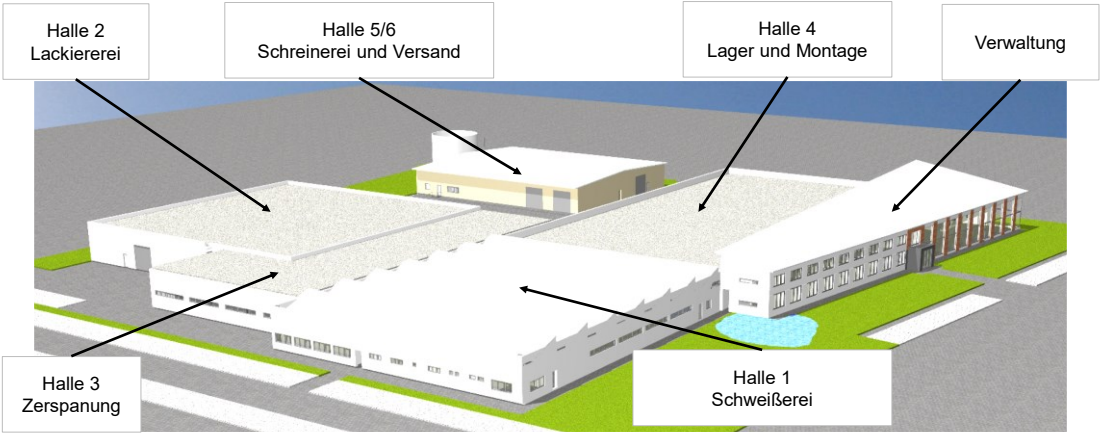 Halle 2
Lackiererei
Halle 5/6
Schreinerei und Versand
Halle 4
Lager und Montage
Verwaltung
Halle 3
Zerspanung
Halle 1
Schweißerei